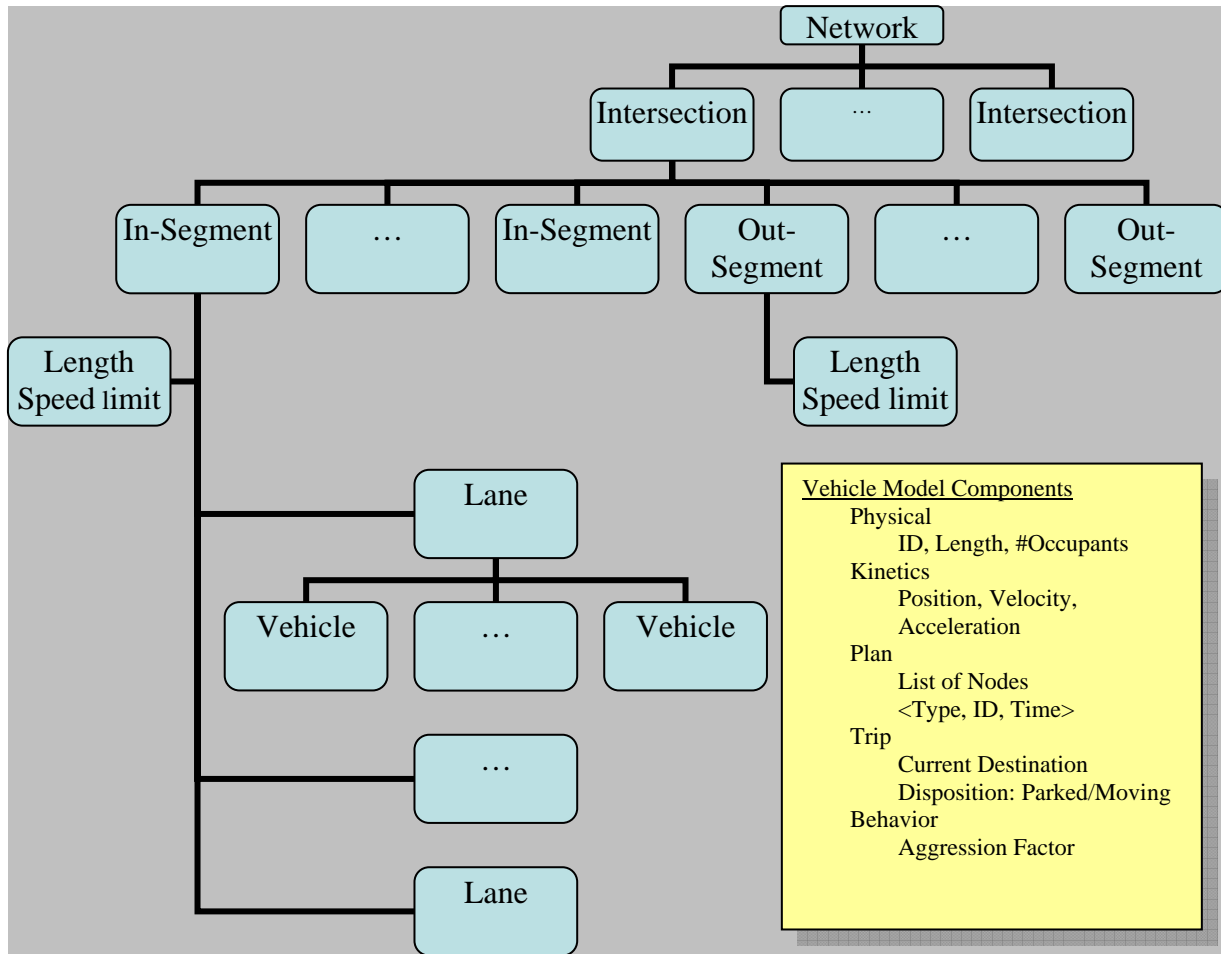 Network
Intersection
…
Intersection
In-Segment
…
In-Segment
Out-
Segment
…
Out-
Segment
Length
Speed limit
Length
Speed limit
Lane
Vehicle
…
Vehicle
…
Lane
Vehicle Model Components
Physical
ID, Length, #Occupants
Kinetics
Position, Velocity,
Acceleration
Plan
List of Nodes
<Type, ID, Time>
Trip
Current Destination
Disposition: Parked/Moving
Behavior
Aggression Factor